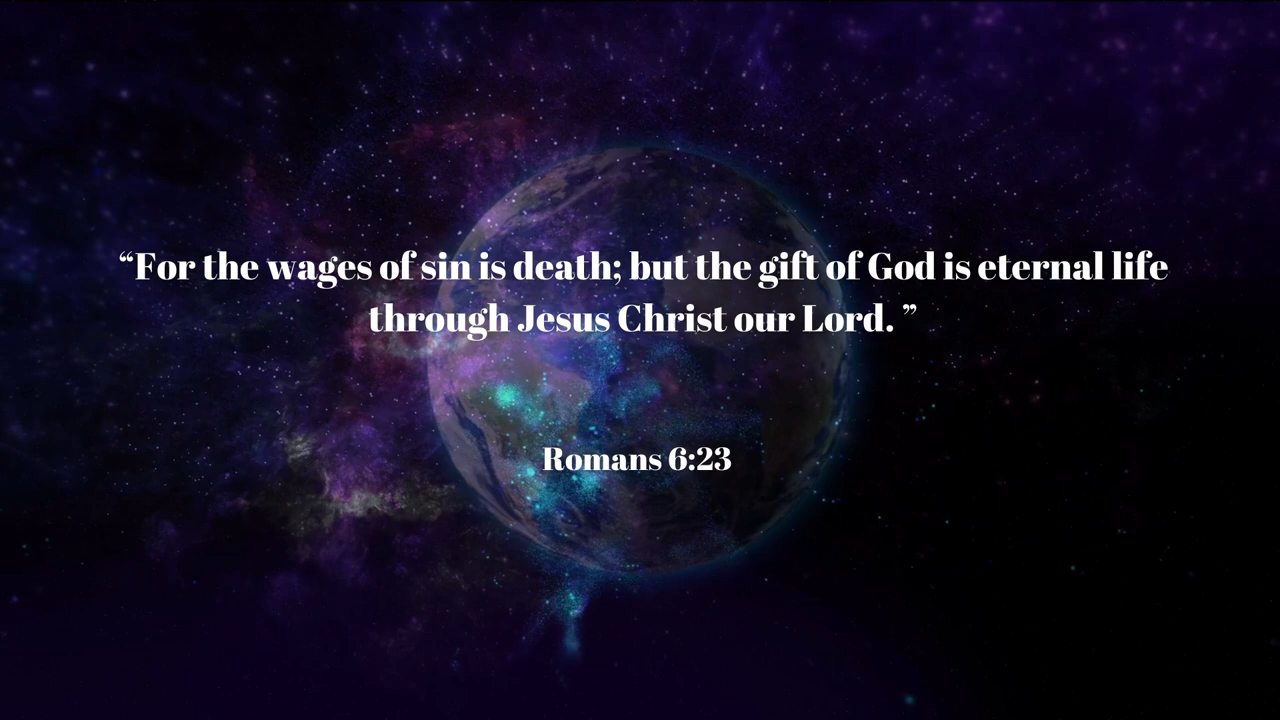 “For the wages of sin is death; but the gift of God is eternal life
through Jesus Christ our Lord. ”
Romans 6:23